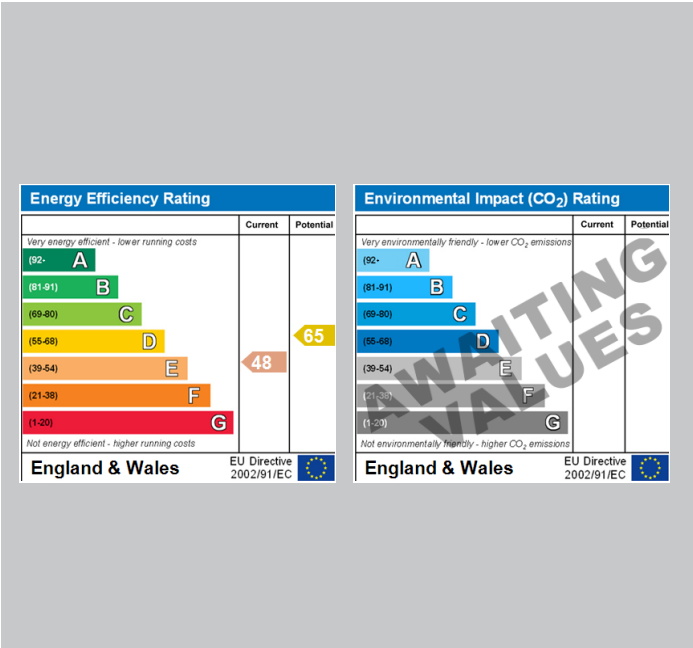 Energy Efficiency Rating
Current Potential
Very energy efficient - lower running costs
(92- A
(81-91) B
(69-80) C
(55-68) D
65
(39-54) E
48
(21-38) F
(1-20) G
Not energy efficient - higher running costs
England & Wales
EU Directive
2002/91/EC
Environmental Impact (CO2) Rating
Current Potential
Very environmentally friendly - lower CO2 emissions
(92- A
(81-91) B
(69-80) C
(55-68) D
(39-54) E
(21-38) F
(1-20) G
AWAITING
VALUES
Not environmentally friendly - higher CO2 emissions
England & Wales
EU Directive
2002/91/EC